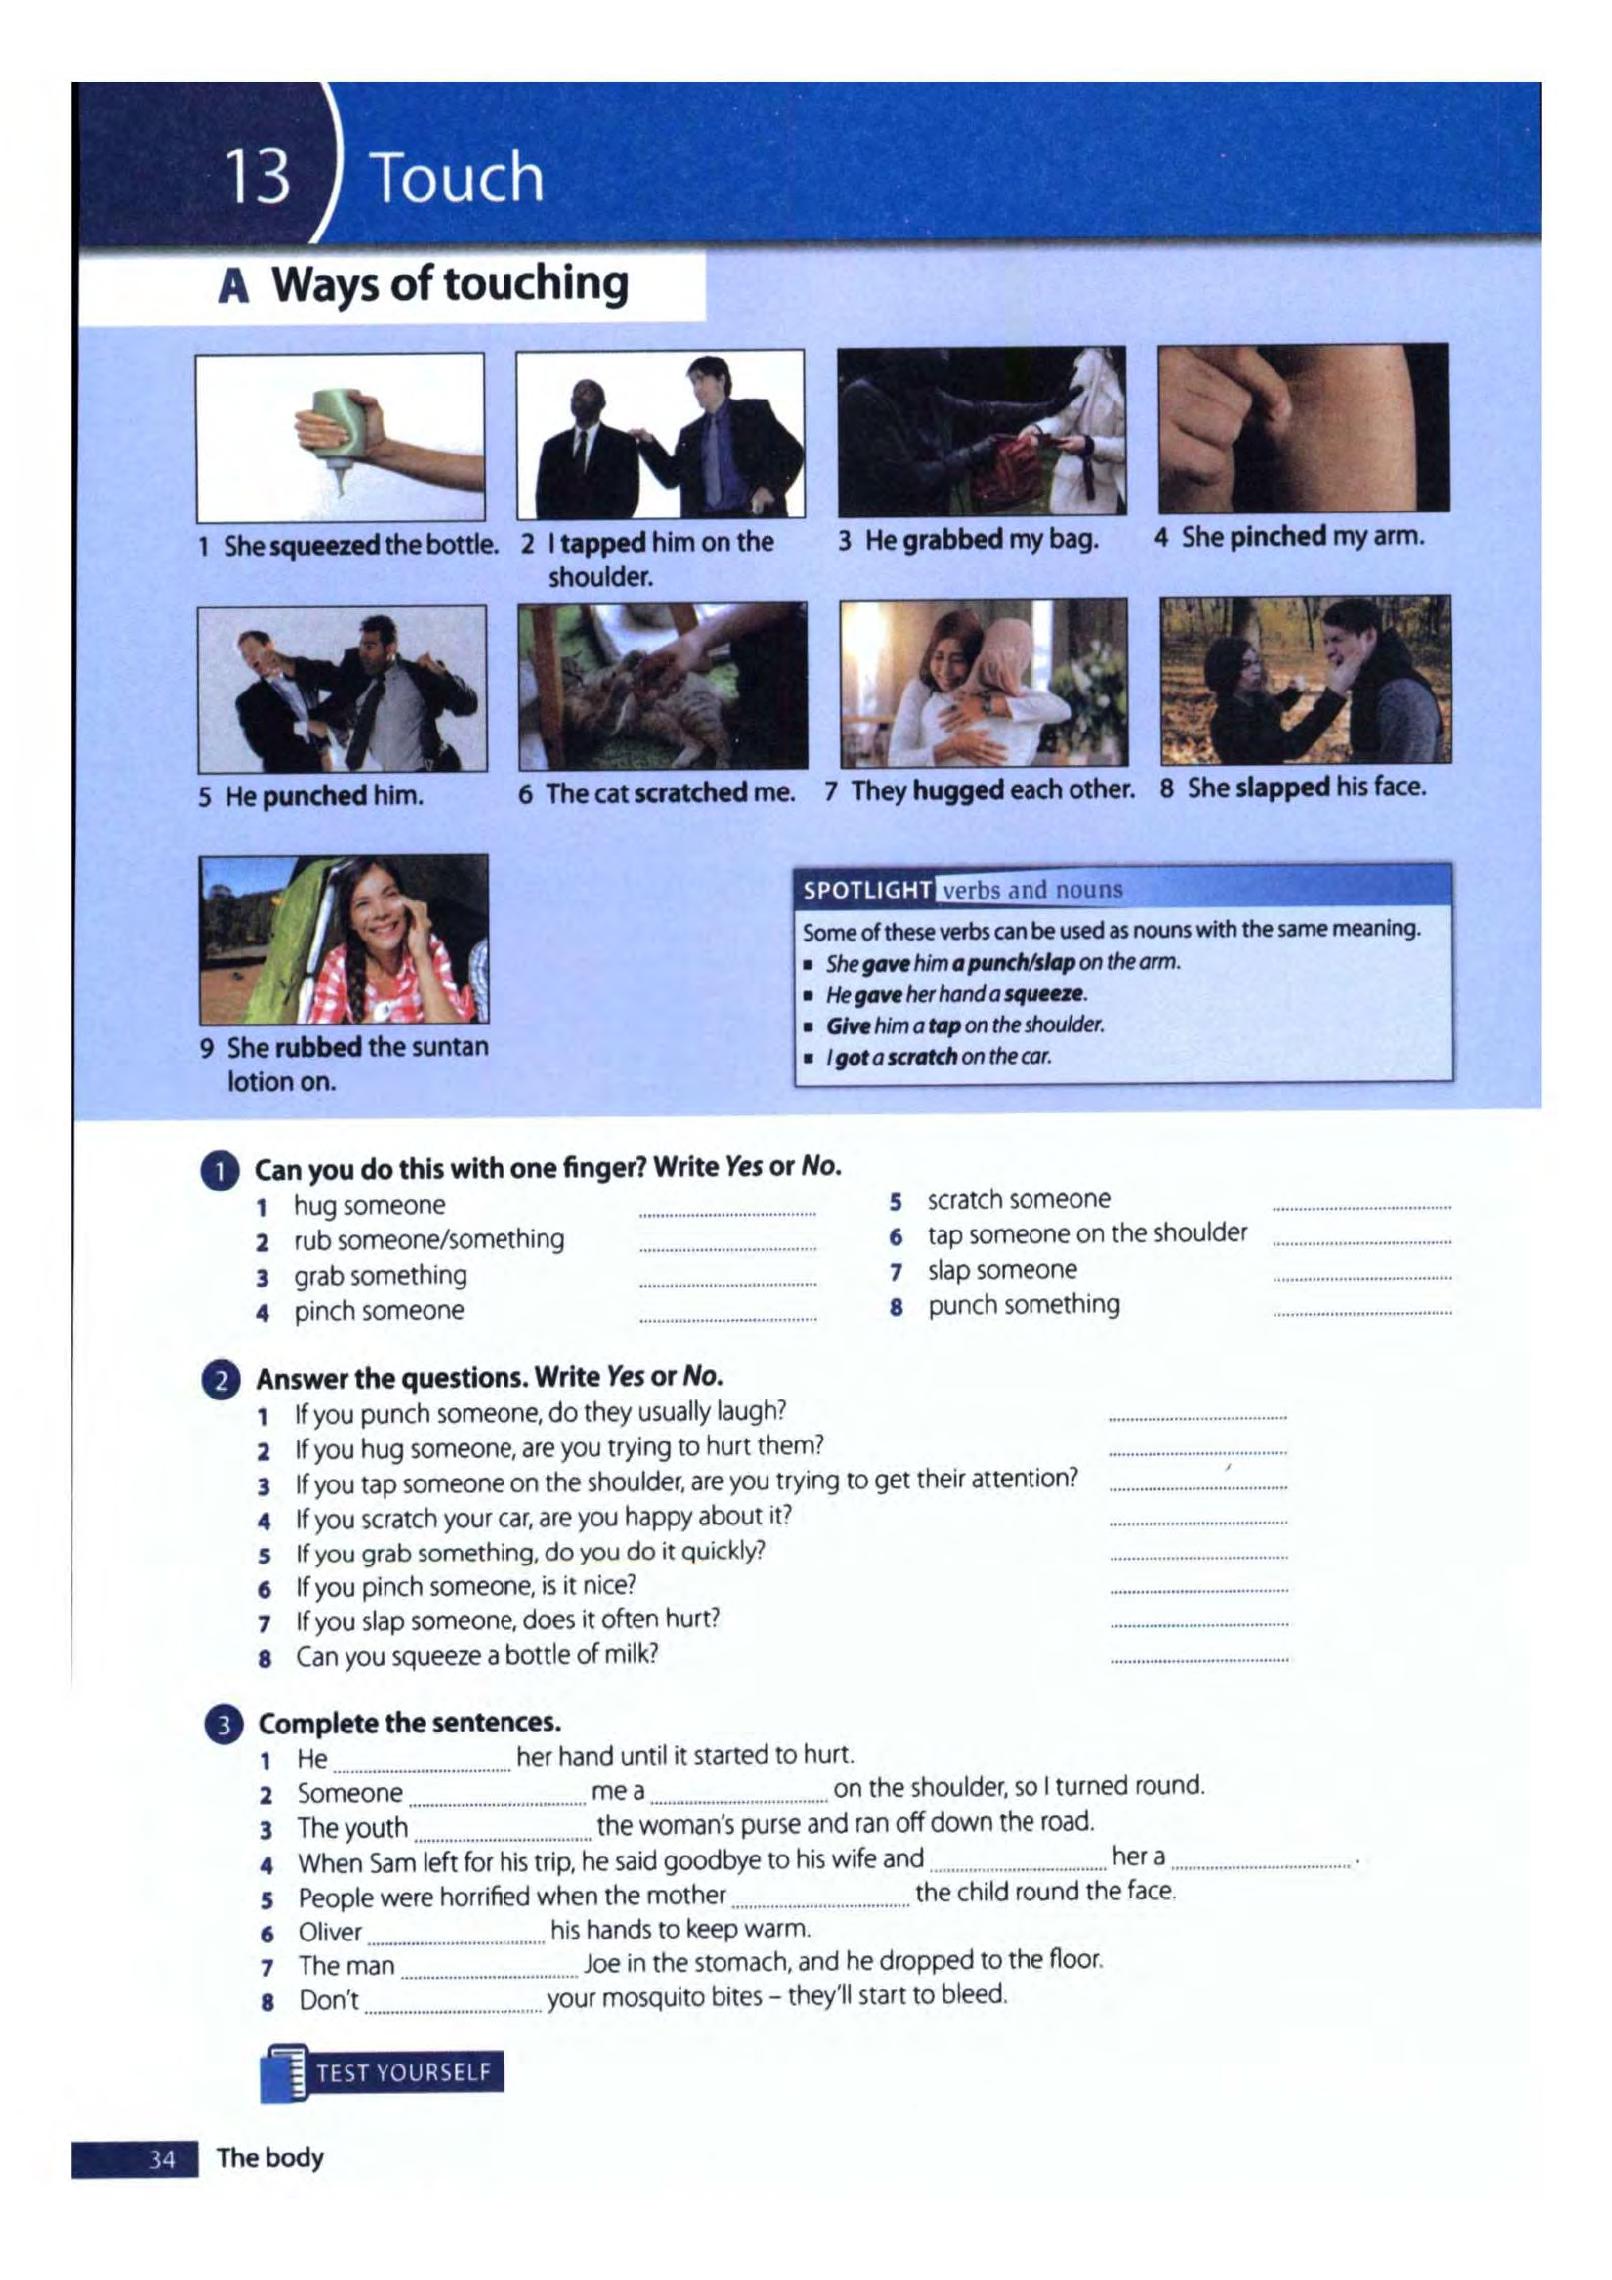 13 Touch
A Ways of touching
1 She squeezed the bottle.
2 I tapped him on the
shoulder.
3 He grabbed my bag.
4 She pinched my arm.
5 He punched him.
6 The cat scratched me.
7 They hugged each other.
8 She slapped his face.
9 She rubbed the suntan
lotion on.
SPOTLIGHT verbs and nouns
Some of these verbs can be used as nouns with the same meaning.
▪ She gave him a punch/slap on the arm.
▪ He gave her hand a squeeze.
▪ Give him a tap on the shoulder.
▪ I got a scratch on the car.
1 Can you do this with one finger? Write Yes or No.
1 hug someone ....................
2 rub someone/something ....................
3 grab something ....................
4 pinch someone ....................
5 scratch someone ....................
6 tap someone on the shoulder ....................
7 slap someone ....................
8 punch something ....................
2 Answer the questions. Write Yes or No.
1 If you punch someone, do they usually laugh? ....................
2 If you hug someone, are you trying to hurt them? ....................
3 If you tap someone on the shoulder, are you trying to get their attention? ....................
4 If you scratch your car, are you happy about it? ....................
5 If you grab something, do you do it quickly? ....................
6 If you pinch someone, is it nice? ....................
7 If you slap someone, does it often hurt? ....................
8 Can you squeeze a bottle of milk? ....................
3 Complete the sentences.
1 He .................... her hand until it started to hurt.
2 Someone .................... me a .................... on the shoulder, so I turned round.
3 The youth .................... the woman's purse and ran off down the road.
4 When Sam left for his trip, he said goodbye to his wife and .................... her a .................... .
5 People were horrified when the mother .................... the child round the face.
6 Oliver .................... his hands to keep warm.
7 The man .................... Joe in the stomach, and he dropped to the floor.
8 Don't .................... your mosquito bites – they'll start to bleed.
TEST YOURSELF
34 The body